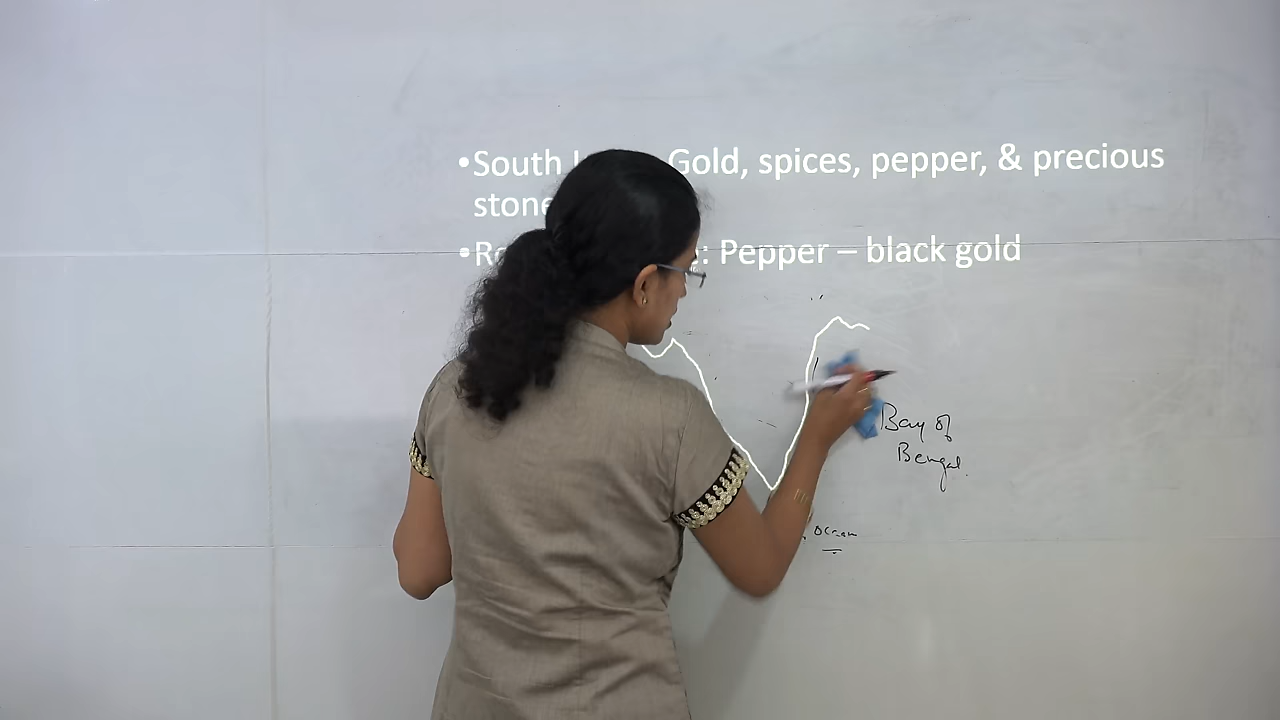 •South Gold, spices, pepper, & precious
stone
• : Pepper – black gold
Bay of
Bengal.
Ocean